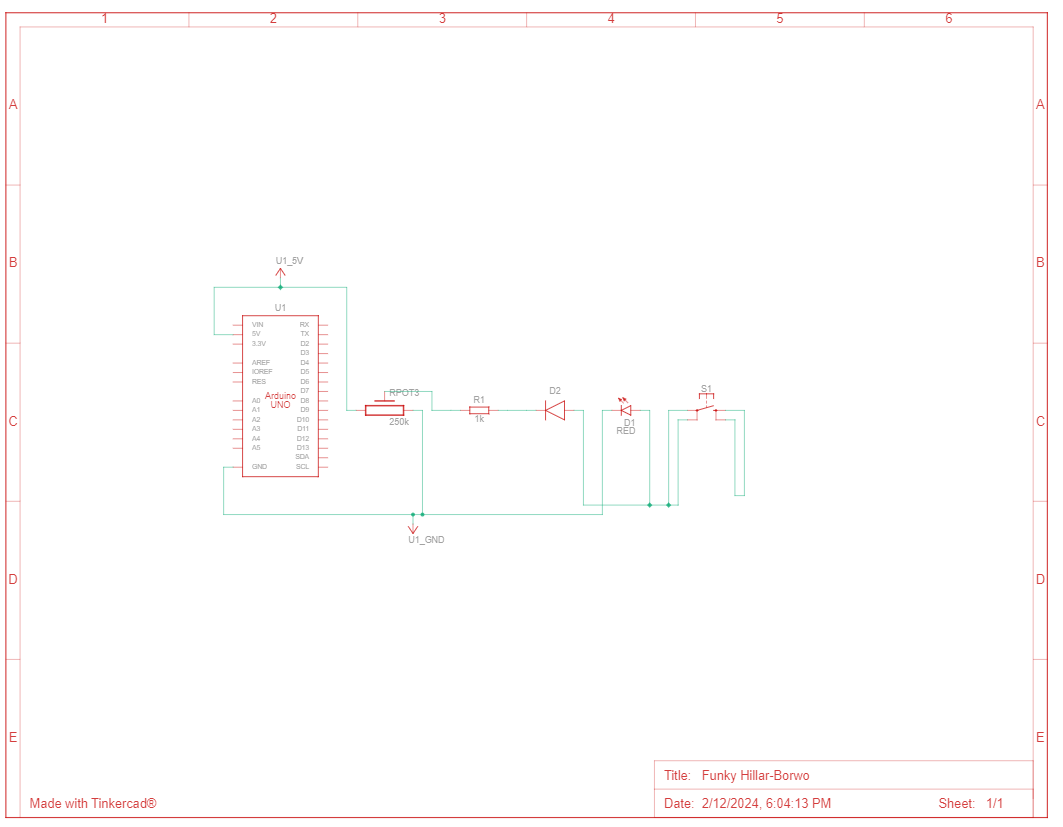 1 2 3 4 5 6
A A
B B
U1_5V
U1
VIN RX
5V TX
3.3V D2
D3
AREF D4
IOREF D5
RES D6
D7
A0 D8
A1 D9
A2 D10
A3 D11
A4 D12
A5 D13
SDA
GND SCL
Arduino
UNO
RPOT3
250k
R1
1k
D2
D1
RED
S1
C C
U1_GND
D D
E E
Title: Funky Hillar-Borwo
Made with Tinkercad®
Date: 2/12/2024, 6:04:13 PM Sheet: 1/1